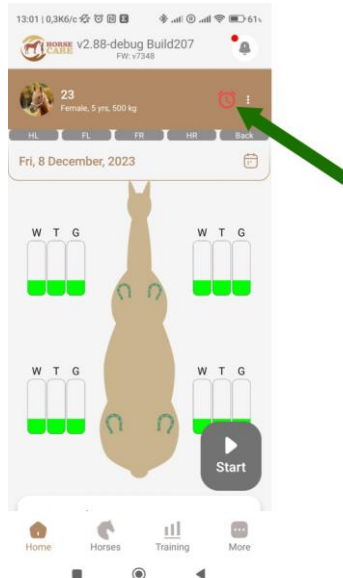 13:01 | 0,3K6/c 61%
HORSE CARE v2.88-debug Build207
FW: v7348
23
Female, 5 yrs, 500 kg
HL FL FR HR Back
Fri, 8 December, 2023
W T G W T G
W T G W T G
Start
Home Horses Training More